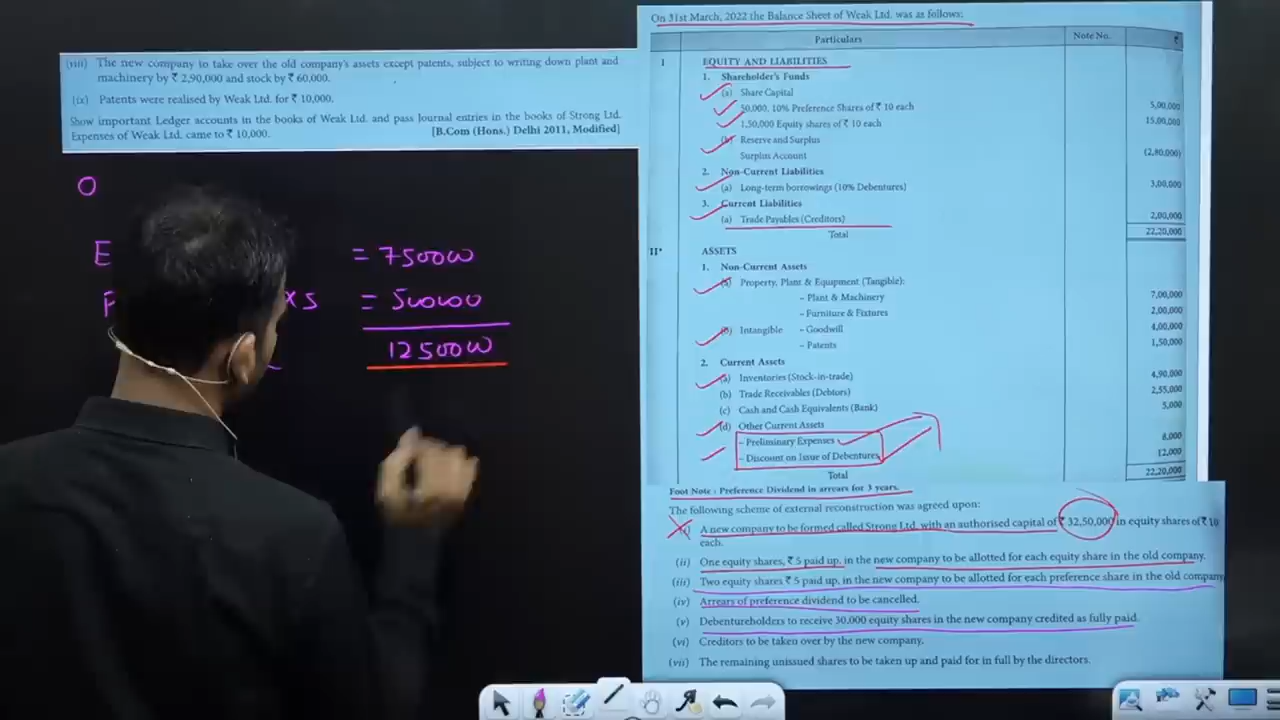 (viii) The new company to take over the old company's assets except patents, subject to writing down plant and
machinery by ₹ 2,90,000 and stock by ₹ 60,000.
(ix) Patents were realised by Weak Ltd. for ₹ 10,000.
Show important Ledger accounts in the books of Weak Ltd. and pass Journal entries in the books of Strong Ltd.
Expenses of Weak Ltd. came to ₹ 10,000. [B.Com (Hons.) Delhi 2011, Modified]
O
E = 750000
P x 5 = 500000
1250000
On 31st March, 2022 the Balance Sheet of Weak Ltd. was as follows:
Particulars Note No. ₹
I EQUITY AND LIABILITIES
1. Shareholder's Funds
(a) Share Capital
50,000, 10% Preference Shares of ₹ 10 each 5,00,000
1,50,000 Equity shares of ₹ 10 each 15,00,000
(b) Reserve and Surplus
Surplus Account (2,80,000)
2. Non-Current Liabilities
(a) Long-term borrowings (10% Debentures) 3,00,000
3. Current Liabilities
(a) Trade Payables (Creditors) 2,00,000
Total 22,20,000
II* ASSETS
1. Non-Current Assets
(a) Property, Plant & Equipment (Tangible):
– Plant & Machinery 7,00,000
– Furniture & Fixtures 2,00,000
(b) Intangible – Goodwill 4,00,000
– Patents 1,50,000
2. Current Assets
(a) Inventories (Stock-in-trade) 4,90,000
(b) Trade Receivables (Debtors) 2,55,000
(c) Cash and Cash Equivalents (Bank) 5,000
(d) Other Current Assets
– Preliminary Expenses 8,000
– Discount on Issue of Debentures 12,000
Total 22,20,000
Foot Note : Preference Dividend in arrears for 3 years.
The following scheme of external reconstruction was agreed upon:
(i) A new company to be formed called Strong Ltd. with an authorised capital of ₹ 32,50,000 in equity shares of ₹ 10
each.
(ii) One equity shares, ₹ 5 paid up, in the new company to be allotted for each equity share in the old company.
(iii) Two equity shares ₹ 5 paid up, in the new company to be allotted for each preference share in the old company
(iv) Arrears of preference dividend to be cancelled.
(v) Debentureholders to receive 30,000 equity shares in the new company credited as fully paid.
(vi) Creditors to be taken over by the new company.
(vii) The remaining unissued shares to be taken up and paid for in full by the directors.